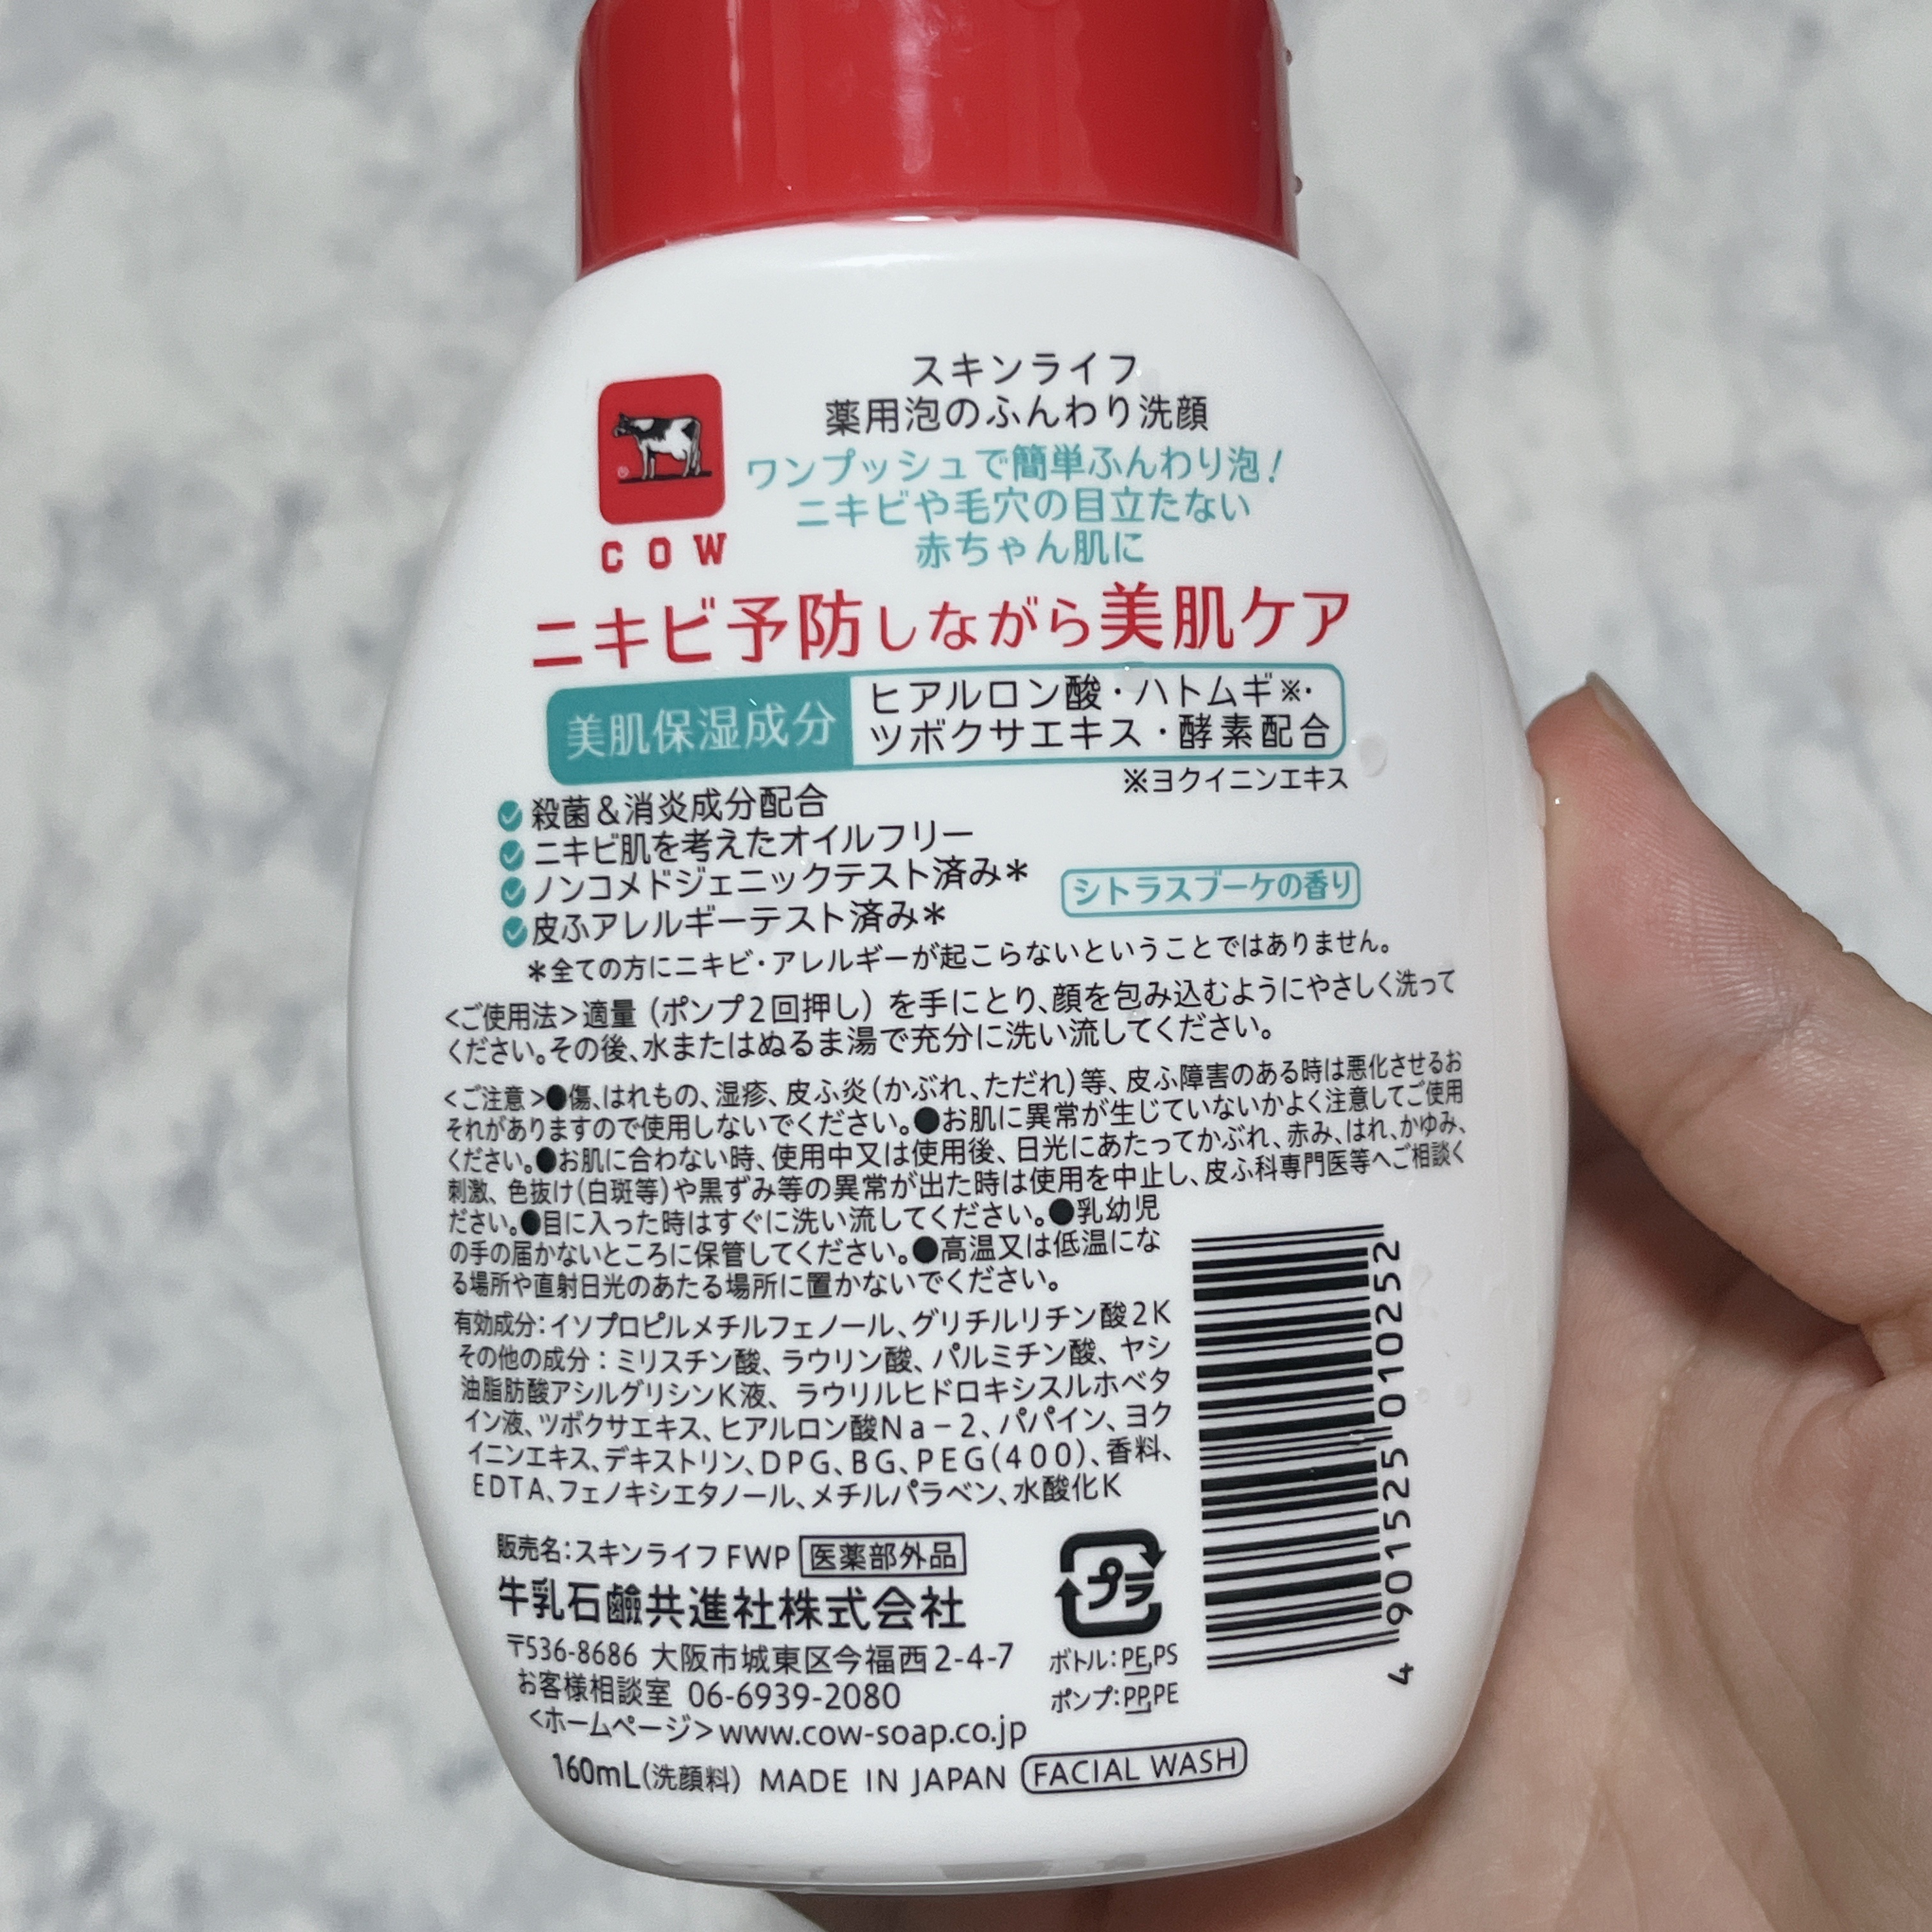 スキンライフ
薬用泡のふんわり洗顔
ワンプッシュで簡単ふんわり泡!
ニキビや毛穴の目立たない
赤ちゃん肌に
COW
ニキビ予防しながら美肌ケア
美肌保湿成分
ヒアルロン酸・ハトムギ※・
ツボクサエキス・酵素配合
※ヨクイニンエキス
殺菌&消炎成分配合
ニキビ肌を考えたオイルフリー
ノンコメドジェニックテスト済み*
皮ふアレルギーテスト済み*
シトラスブーケの香り
*全ての方にニキビ・アレルギーが起こらないということではありません。
<ご使用法>適量(ポンプ2回押し)を手にとり、顔を包み込むようにやさしく洗って
ください。その後、水またはぬるま湯で充分に洗い流してください。
<ご注意>●傷、はれもの、湿疹、皮ふ炎(かぶれ、ただれ)等、皮ふ障害のある時は悪化させるお
それがありますので使用しないでください。●お肌に異常が生じていないかよく注意してご使用
ください。●お肌に合わない時、使用中又は使用後、日光にあたってかぶれ、赤み、はれ、かゆみ、
刺激、色抜け(白斑等)や黒ずみ等の異常が出た時は使用を中止し、皮ふ科専門医等へご相談く
ださい。●目に入った時はすぐに洗い流してください。●乳幼児
の手の届かないところに保管してください。●高温又は低温にな
る場所や直射日光のあたる場所に置かないでください。
有効成分:イソプロピルメチルフェノール、グリチルリチン酸2K
その他の成分:ミリスチン酸、ラウリン酸、パルミチン酸、ヤシ
油脂肪酸アシルグリシンK液、ラウリルヒドロキシスルホベタ
イン液、ツボクサエキス、ヒアルロン酸Na-2、パパイン、ヨク
イニンエキス、デキストリン、DPG、BG、PEG(400)、香料、
EDTA、フェノキシエタノール、メチルパラベン、水酸化K
4 901525 010252
販売名:スキンライフFWP 医薬部外品
牛乳石鹼共進社株式会社
〒536-8686 大阪市城東区今福西2-4-7
お客様相談室 06-6939-2080
<ホームページ>www.cow-soap.co.jp
プラ
ボトル:PE,PS
ポンプ:PP,PE
160mL(洗顔料) MADE IN JAPAN FACIAL WASH